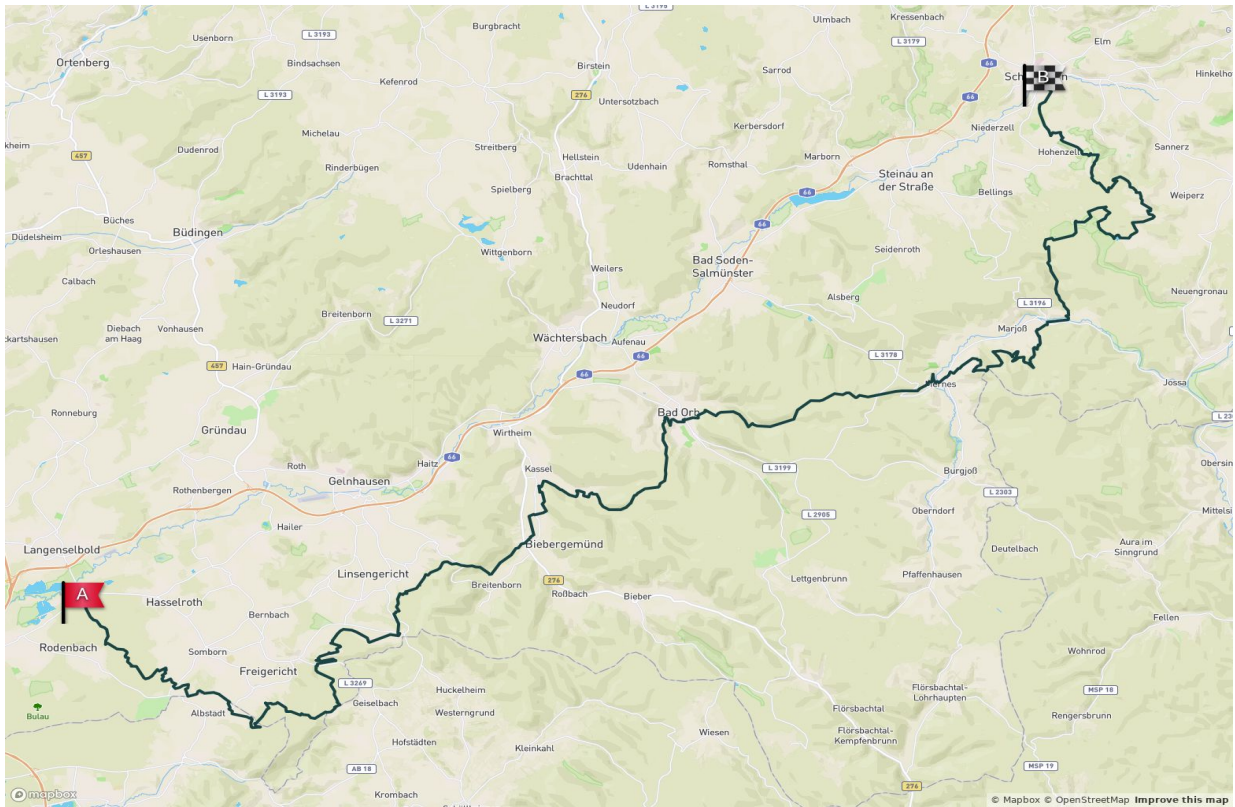 L 3195
Ulmbach
Kressenbach
Usenborn
L 3193
Burgbracht
L 3179
Elm
Ortenberg
Bindsachsen
Birstein
66
Kefenrod
Sarrod
B
Hinkelhof
L 3193
276
Untersotzbach
66
Michelau
Kerbersdorf
Niederzell
Streitberg
Sannerz
457
Dudenrod
Hellstein
Marborn
Hohenzell
Rinderbügen
Brachttal
Udenhain
Romsthal
Steinau an
der Straße
Spielberg
66
Bellings
Weiperz
Büches
Düdelsheim
Büdingen
66
Orleshausen
Wittgenborn
Seidenroth
Bad Soden-
Salmünster
Weilers
Calbach
Neuengronau
Alsberg
Breitenborn
Neudorf
L 3196
L 3271
Diebach
am Haag
Vonhausen
Marjoß
Wächtersbach
Aufenau
66
L 3178
457
Hain-Gründau
66
Jossa
Ronneburg
Bad Orb
Gründau
Wirtheim
66
Haitz
Roth
Kassel
L 3199
Burgjoß
Gelnhausen
Rothenbergen
L 2303
Oberndorf
L 2905
Hailer
Langenselbold
Biebergemünd
Aura im
Sinngrund
Deutelbach
Linsengericht
Pfaffenhausen
Lettgenbrunn
276
Breitenborn
A
Roßbach
Bieber
Hasselroth
Bernbach
Fellen
Rodenbach
Somborn
Wohnrod
Freigericht
L 3269
Huckelheim
Flörsbachtal-
Lohrhaupten
MSP 18
Geiselbach
Bulau
Albstadt
Westerngrund
Flörsbachtal
Rengersbrunn
Wiesen
Flörsbachtal-
Kempfenbrunn
Hofstädten
Kleinkahl
AB 18
MSP 19
Krombach
276
mapbox
© Mapbox © OpenStreetMap Improve this map